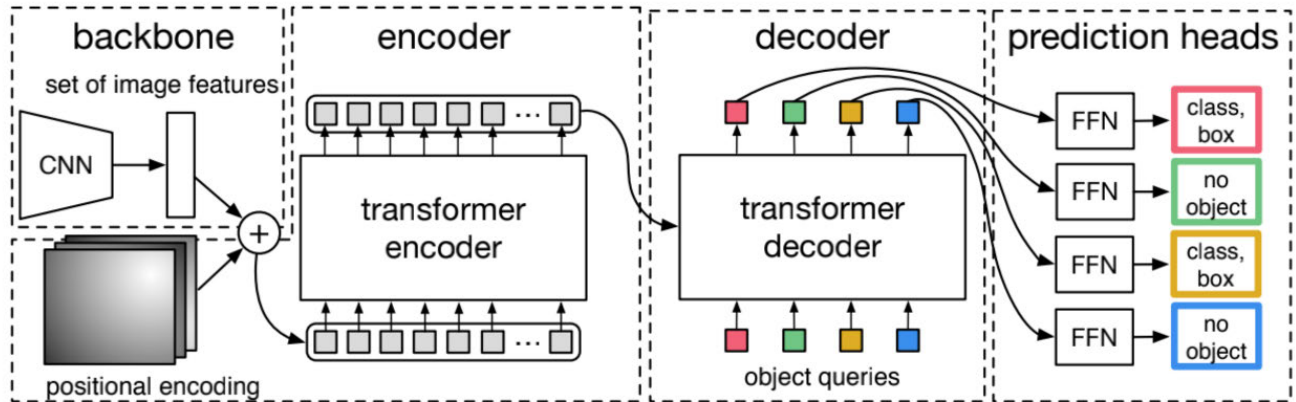 backbone
set of image features
CNN
+
positional encoding
encoder
...
transformer
encoder
...
decoder
transformer
decoder
object queries
prediction heads
FFN
class,
box
FFN
no
object
FFN
class,
box
FFN
no
object